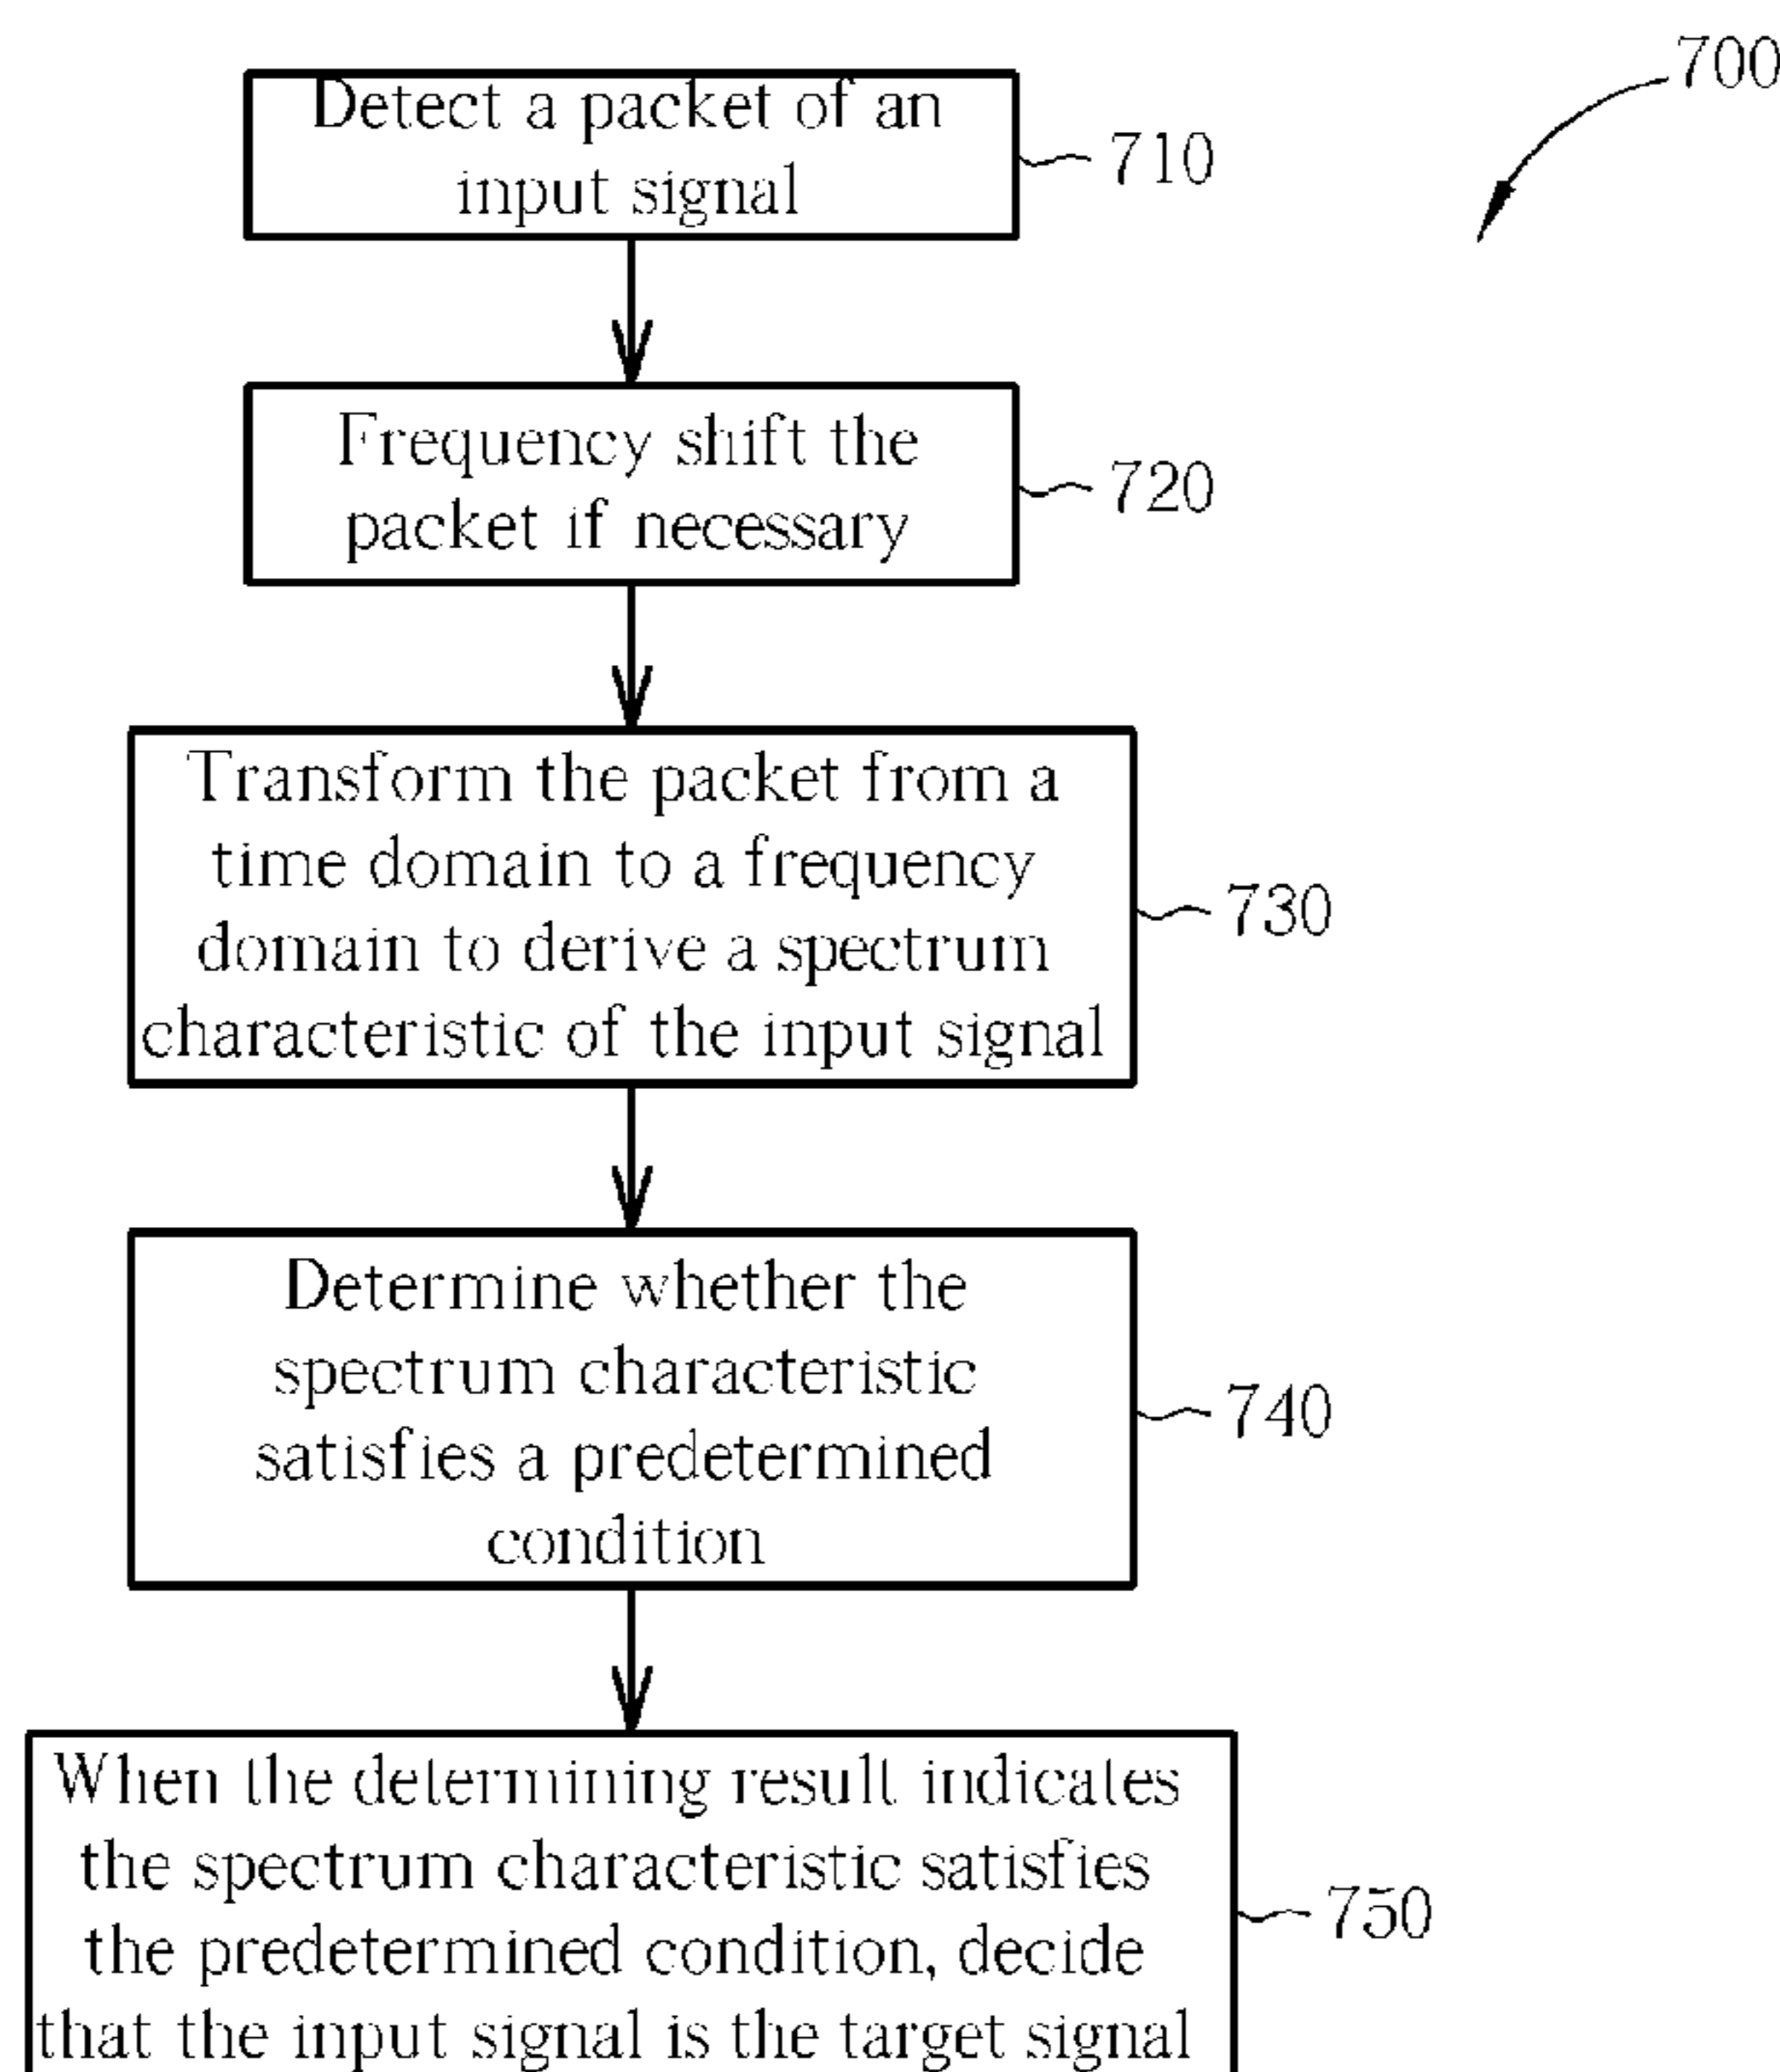 700
Detect a packet of an
input signal
710
Frequency shift the
packet if necessary
720
Transform the packet from a
time domain to a frequency
domain to derive a spectrum
characteristic of the input signal
730
Determine whether the
spectrum characteristic
satisfies a predetermined
condition
740
When the determining result indicates
the spectrum characteristic satisfies
the predetermined condition, decide
that the input signal is the target signal
750